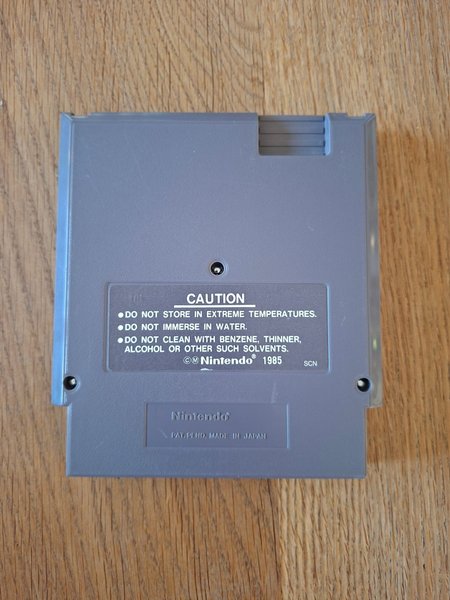 CAUTION
●DO NOT STORE IN EXTREME TEMPERATURES.
●DO NOT IMMERSE IN WATER.
●DO NOT CLEAN WITH BENZENE, THINNER,
ALCOHOL OR OTHER SUCH SOLVENTS.
©Ⓜ Nintendo® 1985 SCN
Nintendo®
PAT. PEND. MADE IN JAPAN